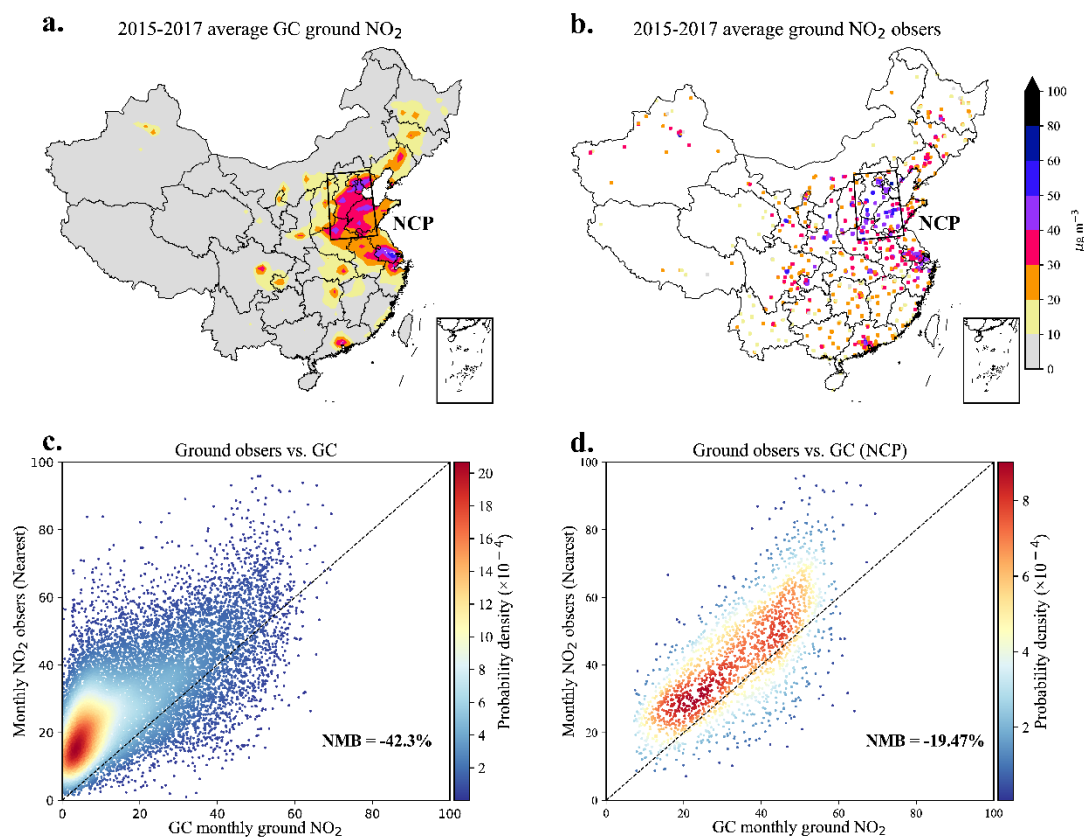 a.
2015-2017 average GC ground NO₂
NCP
b.
2015-2017 average ground NO₂ obsers
NCP
100
80
60
50
40
30
20
10
0
μg m⁻³
c.
Ground obsers vs. GC
Monthly NO₂ obsers (Nearest)
100
80
60
40
20
0
NMB = -42.3%
0 20 40 60 80 100
GC monthly ground NO₂
20
18
16
14
12
10
8
6
4
2
Probability density (×10⁻⁴)
d.
Ground obsers vs. GC (NCP)
Monthly NO₂ obsers (Nearest)
100
80
60
40
20
0
NMB = -19.47%
0 20 40 60 80 100
GC monthly ground NO₂
8
6
4
2
Probability density (×10⁻⁴)